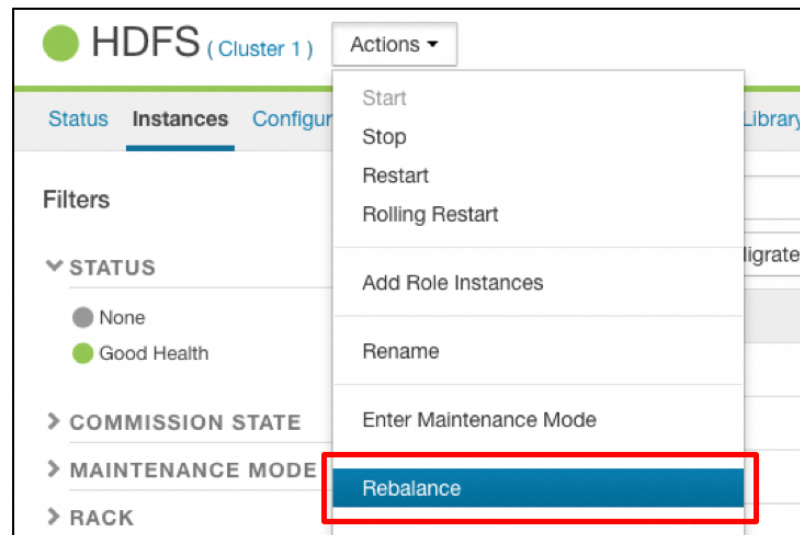 HDFS ( Cluster 1 ) Actions
Start
Stop
Restart
Rolling Restart
Add Role Instances
Rename
Enter Maintenance Mode
Rebalance
Status Instances Configur Library
Filters
STATUS
None
Good Health
COMMISSION STATE
MAINTENANCE MODE
RACK